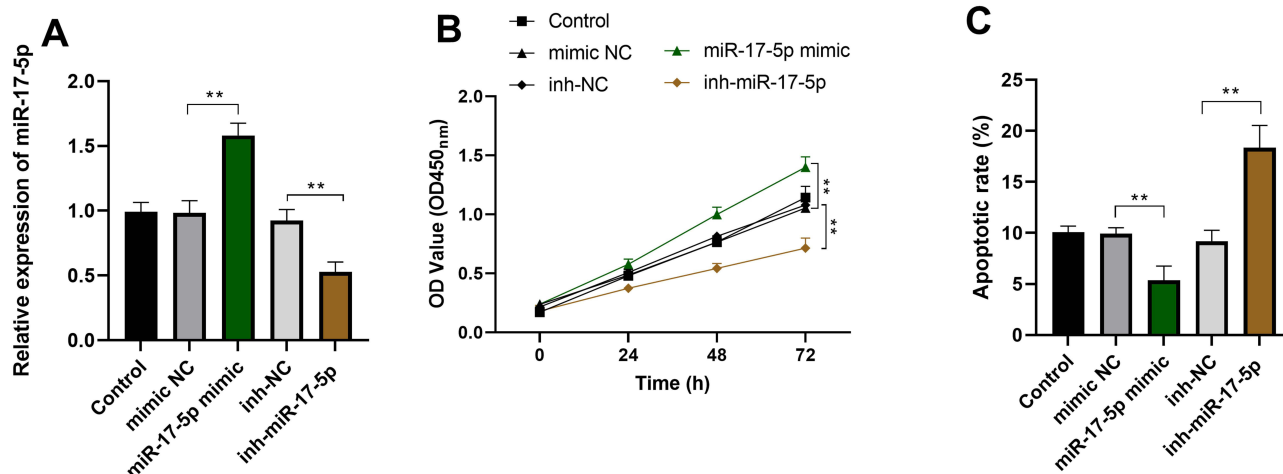 A
Relative expression of miR-17-5p
2.0
1.5
1.0
0.5
0.0
**
**
Control
mimic NC
miR-17-5p mimic
inh-NC
inh-miR-17-5p
B
Control
mimic NC
inh-NC
miR-17-5p mimic
inh-miR-17-5p
OD Value (OD450nm)
2.0
1.5
1.0
0.5
0.0
**
**
0 24 48 72
Time (h)
C
Apoptotic rate (%)
25
20
15
10
5
0
**
**
Control
mimic NC
miR-17-5p mimic
inh-NC
inh-miR-17-5p